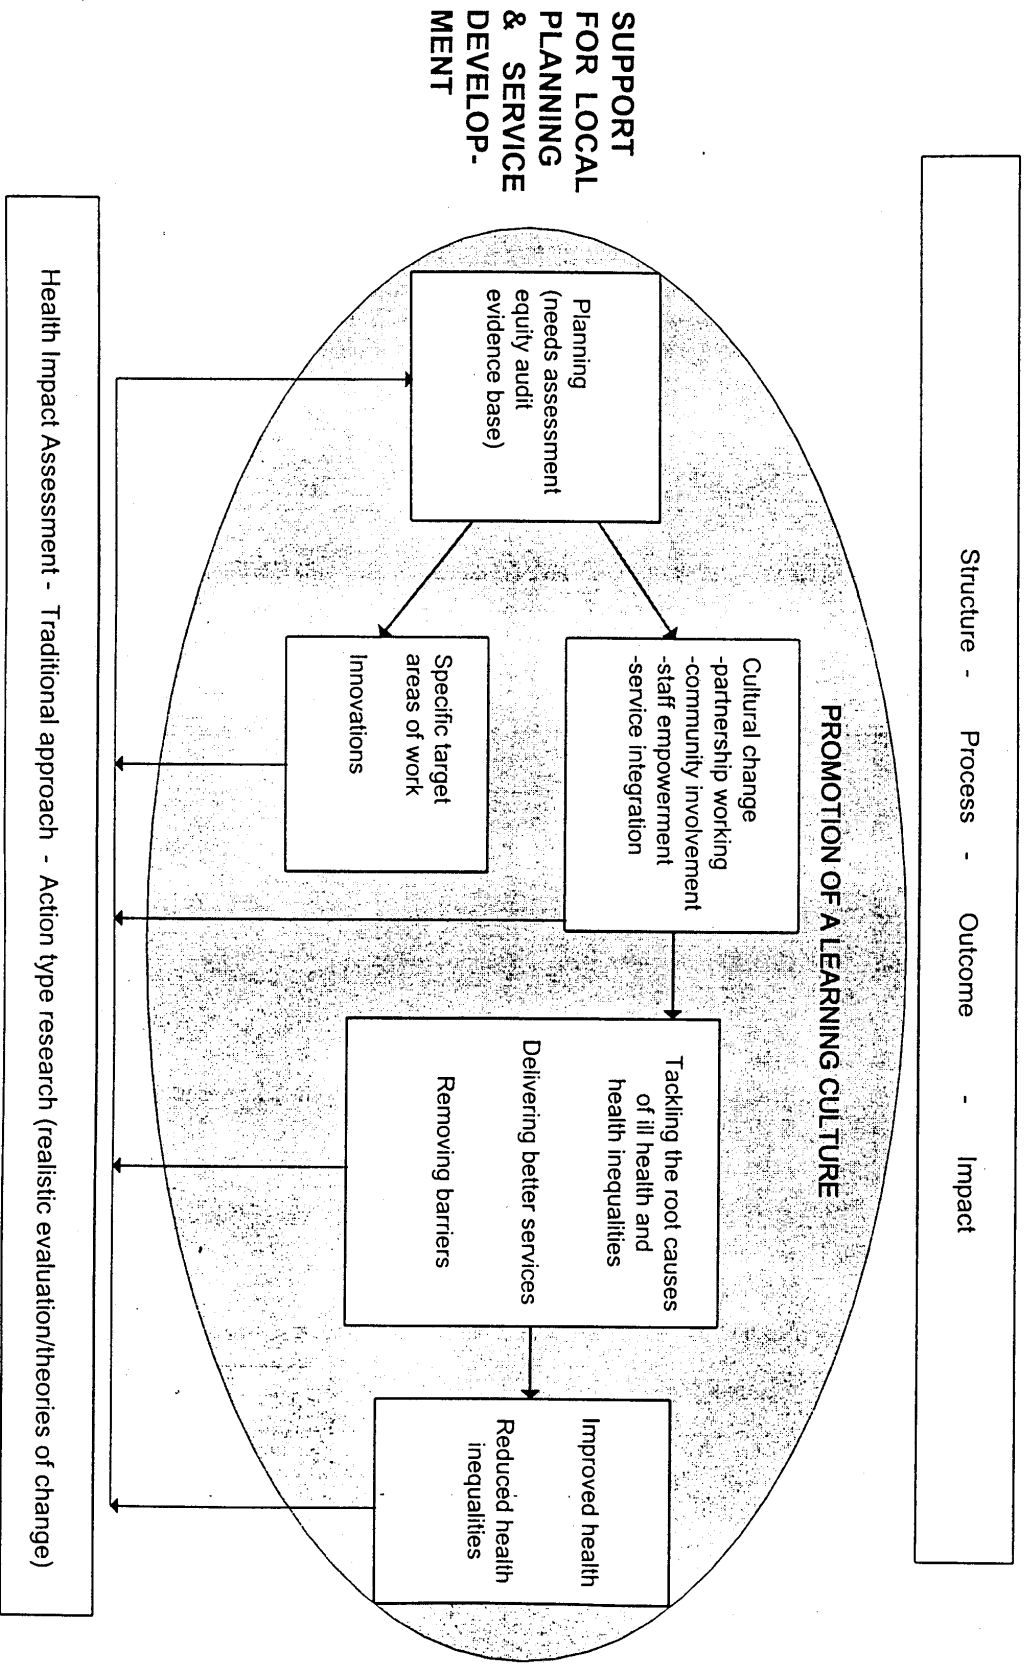 Structure - Process - Outcome - Impact
SUPPORT
FOR LOCAL
PLANNING
& SERVICE
DEVELOP-
MENT
PROMOTION OF A LEARNING CULTURE
Planning
(needs assessment
equity audit
evidence base)
Cultural change
-partnership working
-community involvement
-staff empowerment
-service integration
Specific target
areas of work
Innovations
Tackling the root causes
of ill health and
health inequalities
Delivering better services
Removing barriers
Improved health
Reduced health
inequalities
Health Impact Assessment - Traditional approach - Action type research (realistic evaluation/theories of change)